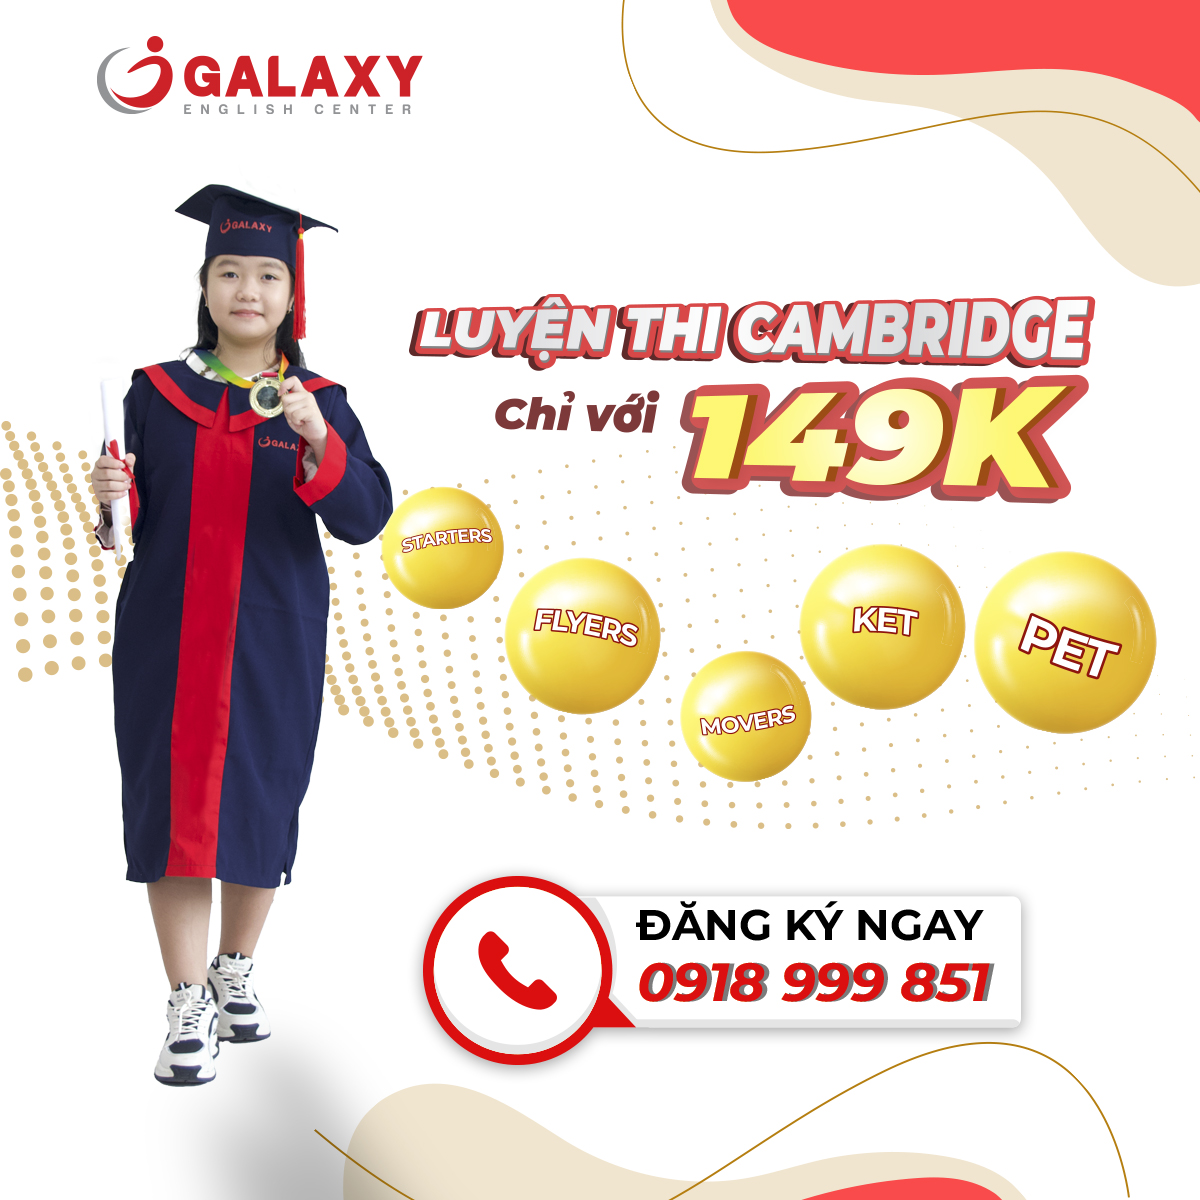 GALAXY
ENGLISH CENTER
GALAXY
GALAXY
LUYỆN THI CAMBRIDGE
Chỉ với 149K
STARTERS
FLYERS
MOVERS
KET
PET
ĐĂNG KÝ NGAY
0918 999 851